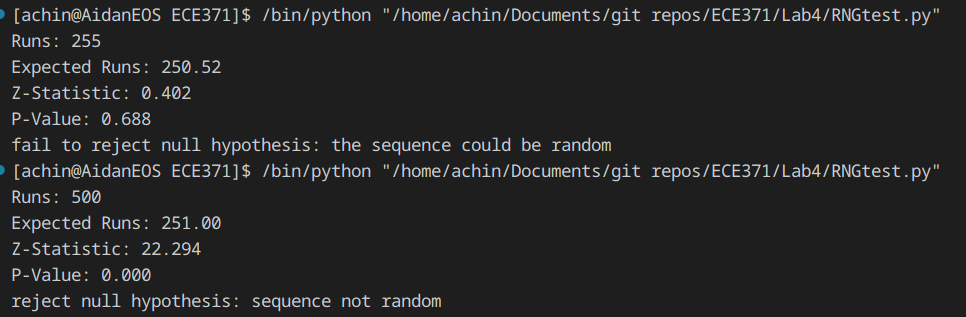 [achin@AidanEOS ECE371]$ /bin/python "/home/achin/Documents/git repos/ECE371/Lab4/RNGtest.py"
Runs: 255
Expected Runs: 250.52
Z-Statistic: 0.402
P-Value: 0.688
fail to reject null hypothesis: the sequence could be random
[achin@AidanEOS ECE371]$ /bin/python "/home/achin/Documents/git repos/ECE371/Lab4/RNGtest.py"
Runs: 500
Expected Runs: 251.00
Z-Statistic: 22.294
P-Value: 0.000
reject null hypothesis: sequence not random